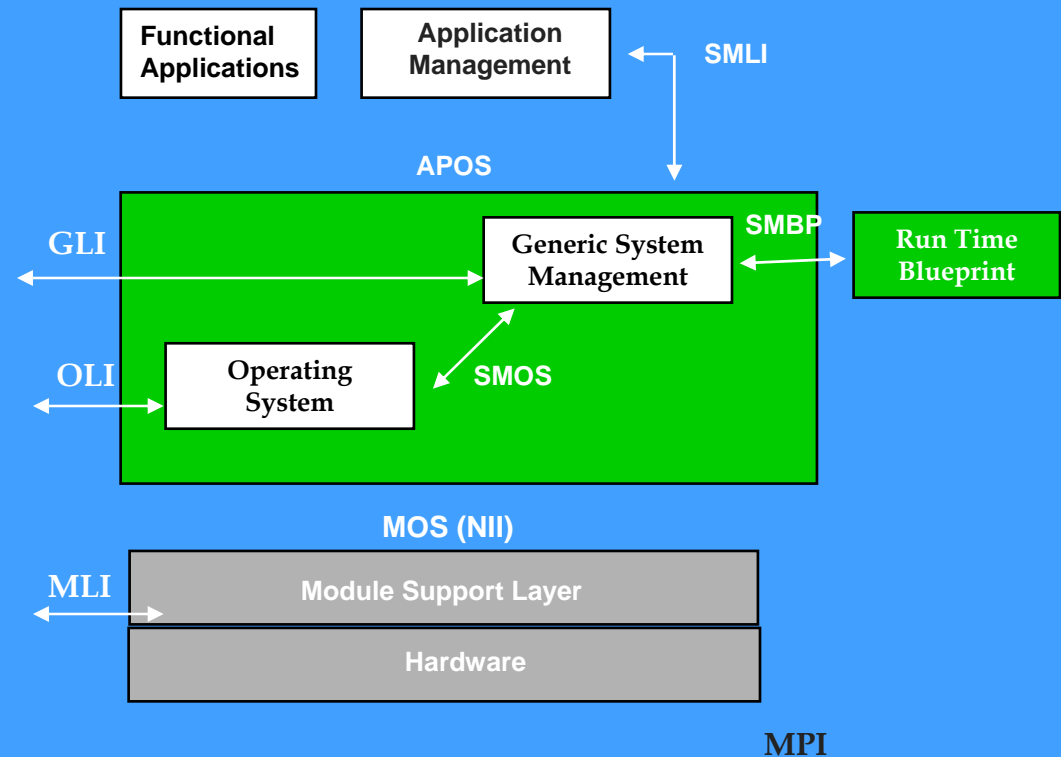 Functional
Applications
Application
Management
SMLI
APOS
GLI
Generic System
Management
SMBP
Run Time
Blueprint
OLI
Operating
System
SMOS
MOS (NII)
MLI
Module Support Layer
Hardware
MPI